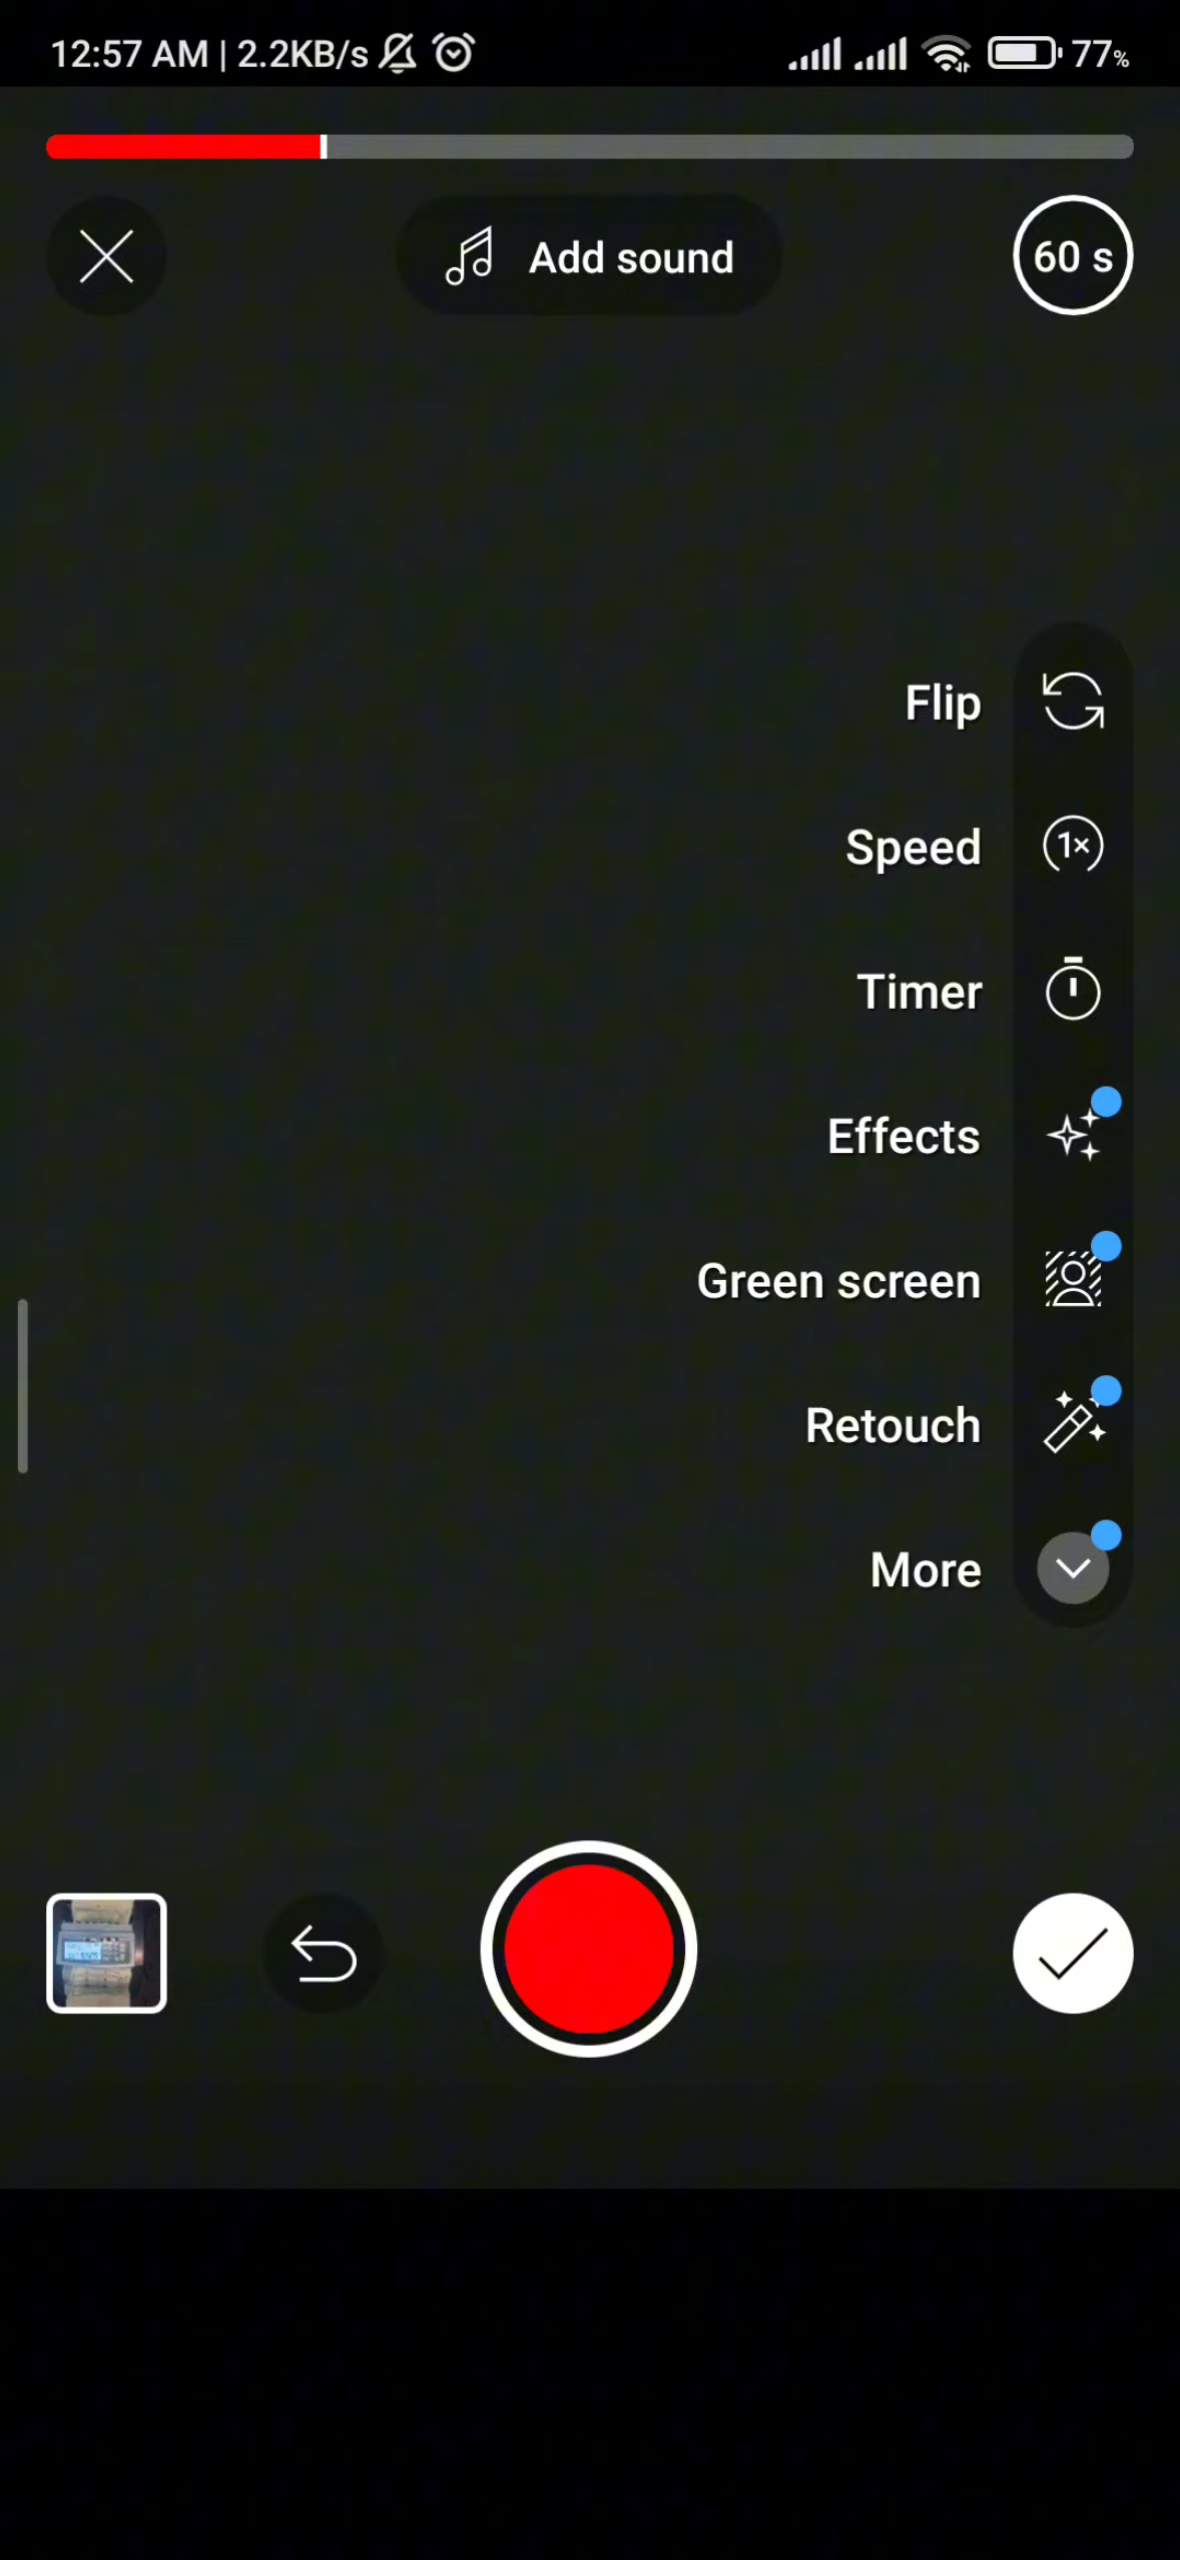 12:57 AM | 2.2KB/s 77%
Add sound
60 s
Flip
Speed 1×
Timer
Effects
Green screen
Retouch
More